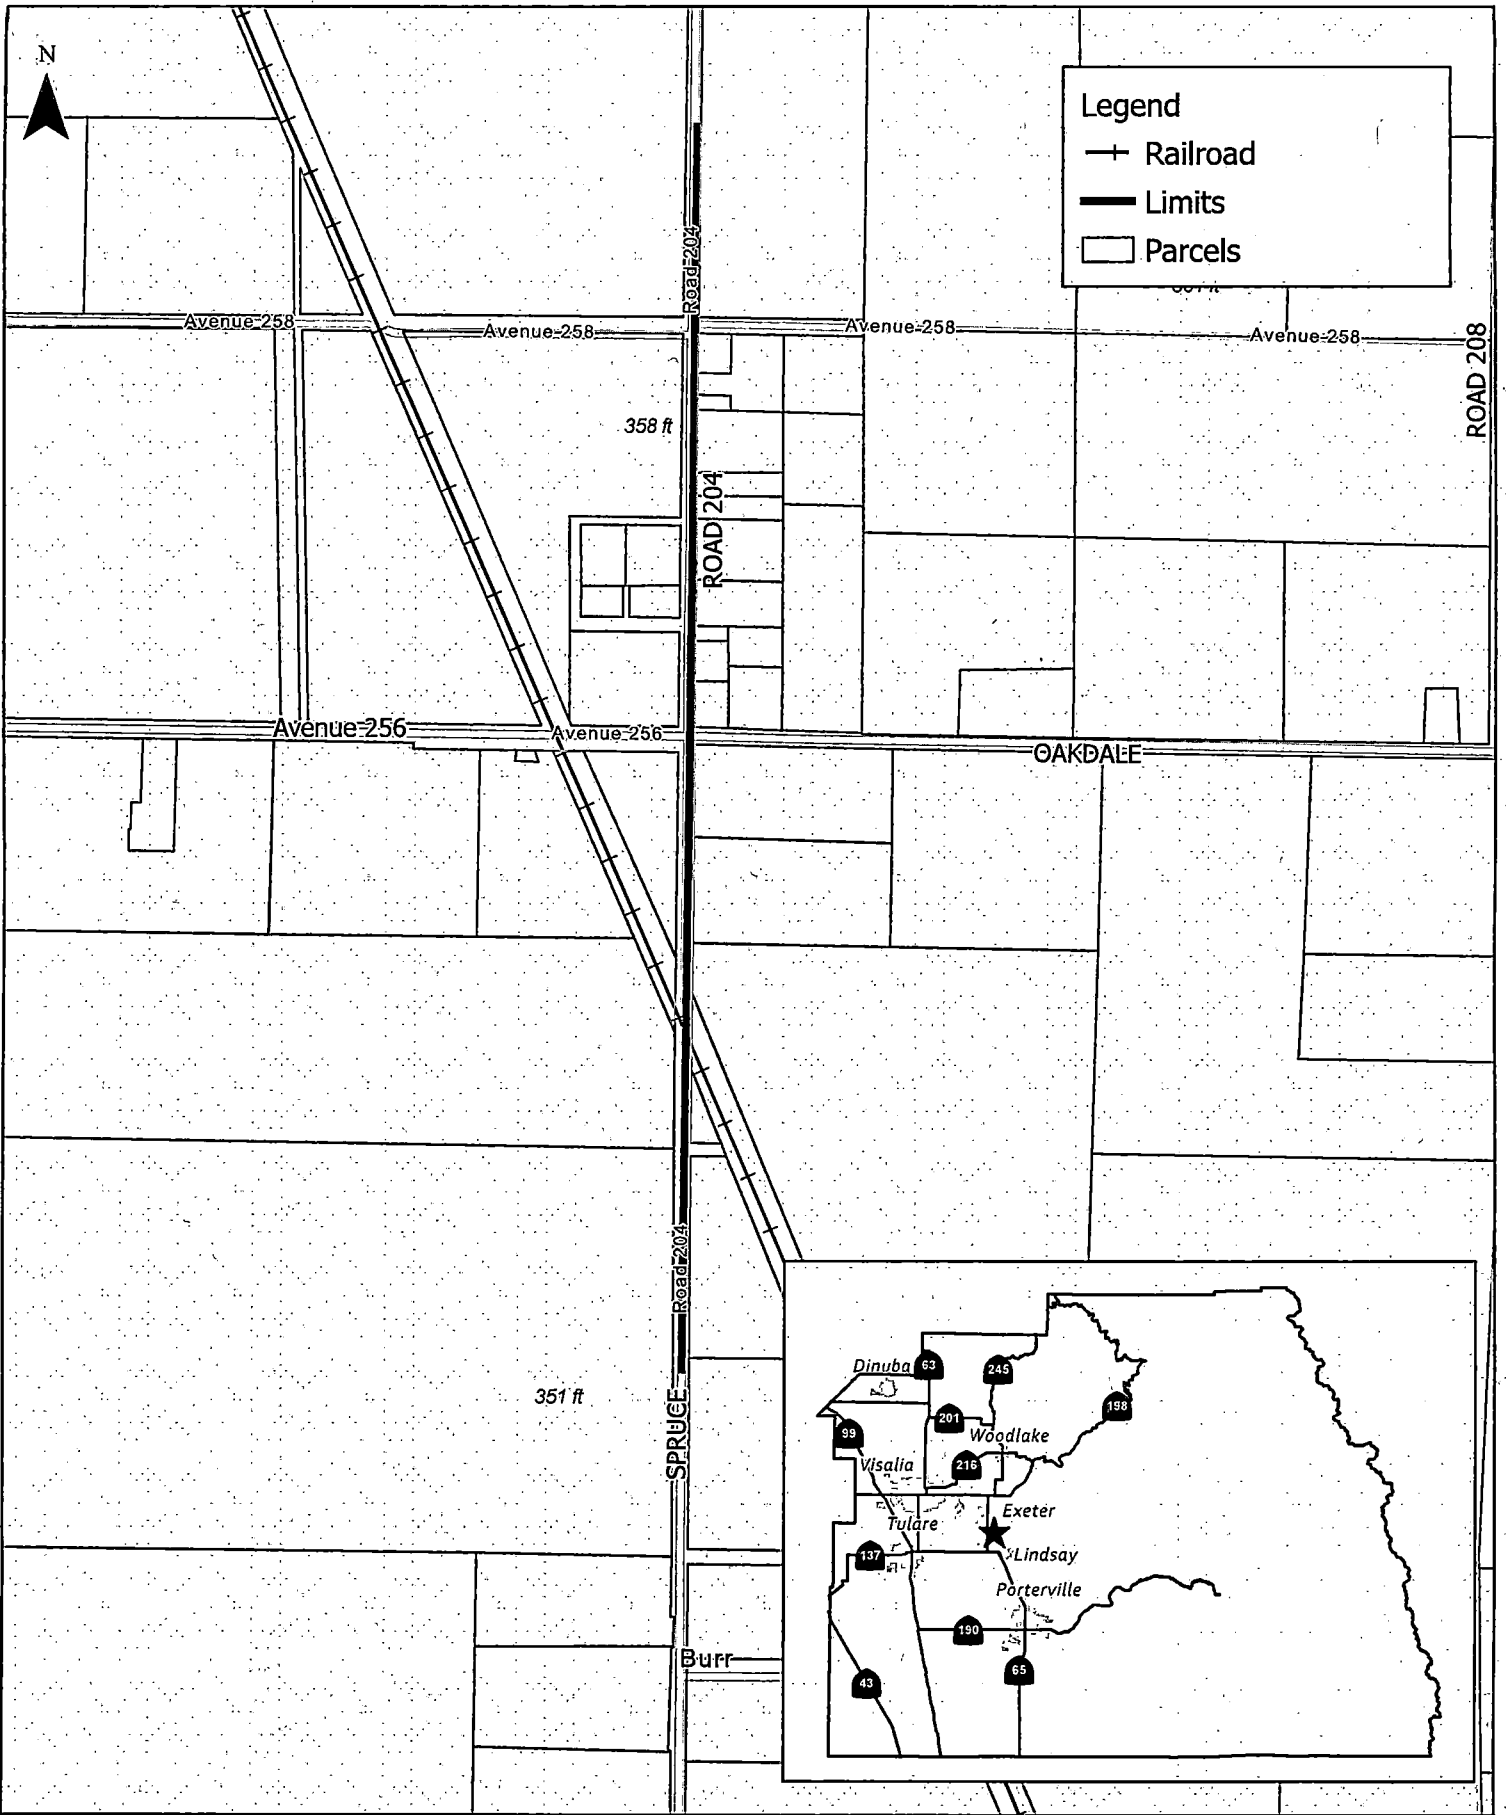 N
Legend
Railroad
Limits
Parcels
Road 204
Avenue 258
Avenue 258
Avenue 258
Avenue 258
ROAD 208
358 ft
ROAD 204
Avenue 256
Avenue 256
OAKDALE
Road 204
351 ft
SPRUCE
Burr
Dinuba
63
245
198
201
99
Woodlake
Visalia
216
Exeter
Tulare
137
Lindsay
Porterville
190
65
43